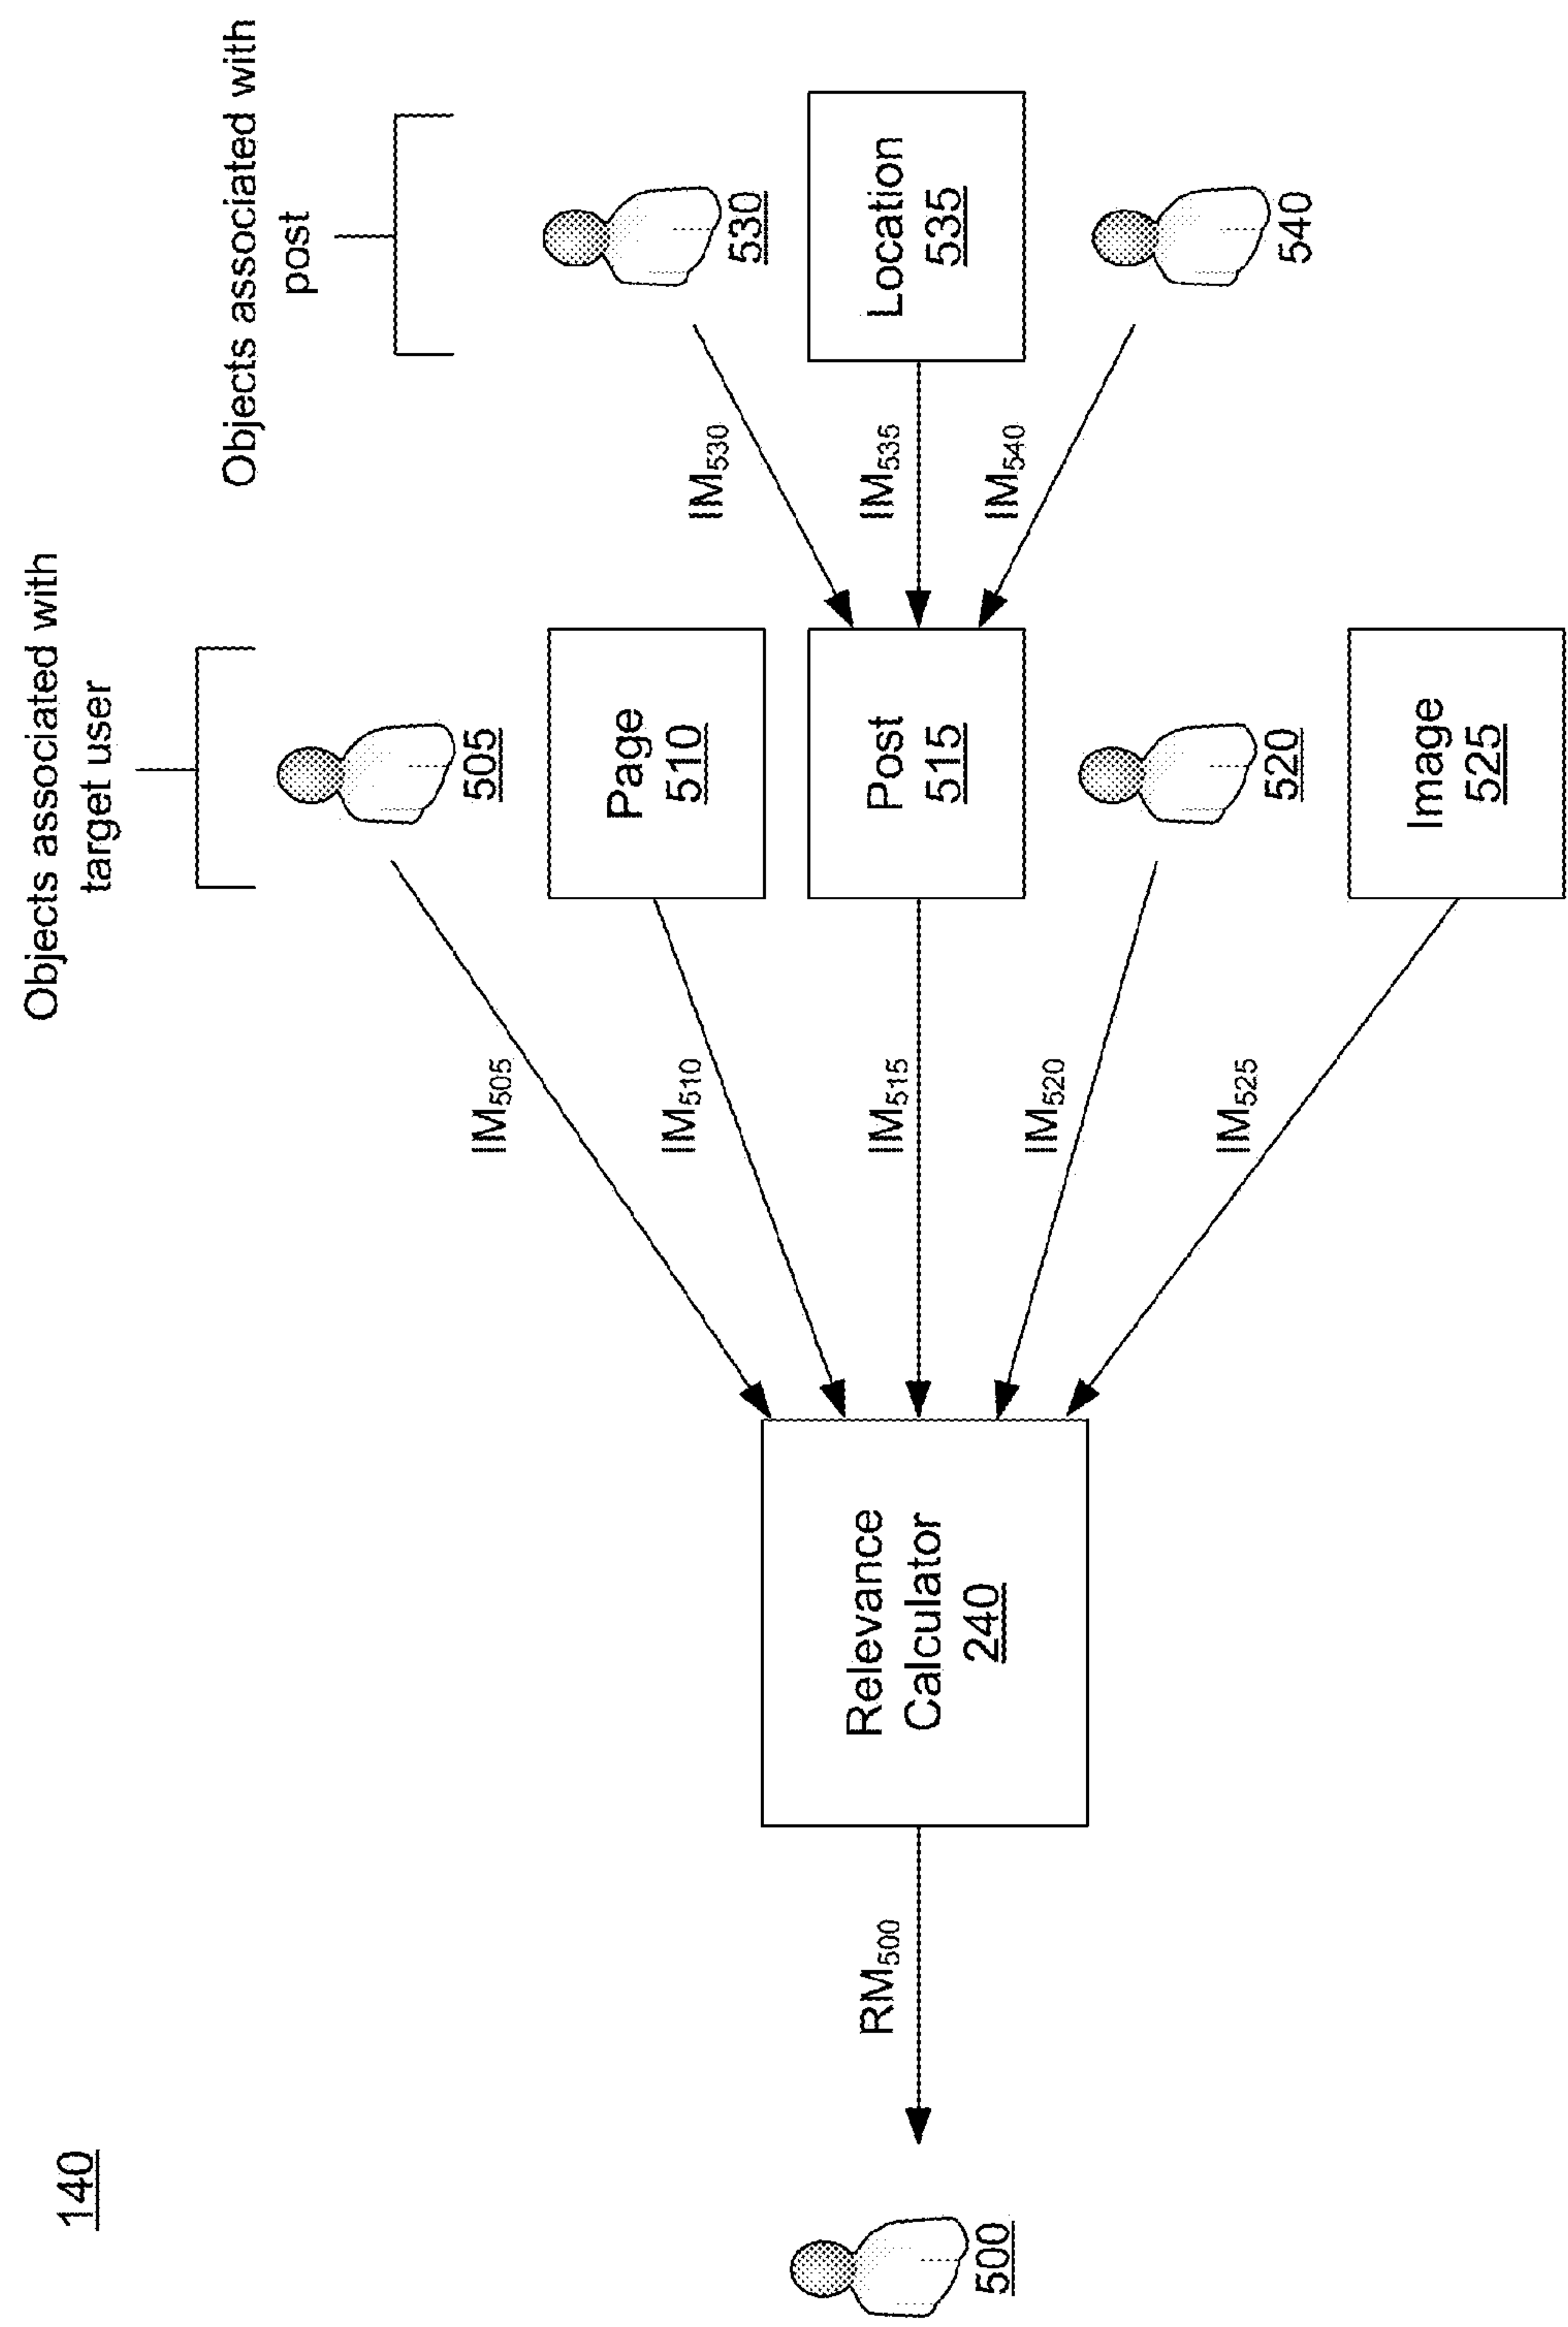 140
Objects associated with
target user
Objects associated with
post
505
530
IM505
IM530
Page
510
IM510
Location
535
IM535
Post
515
IM515
Relevance
Calculator
240
RM500
500
540
IM540
520
IM520
Image
525
IM525